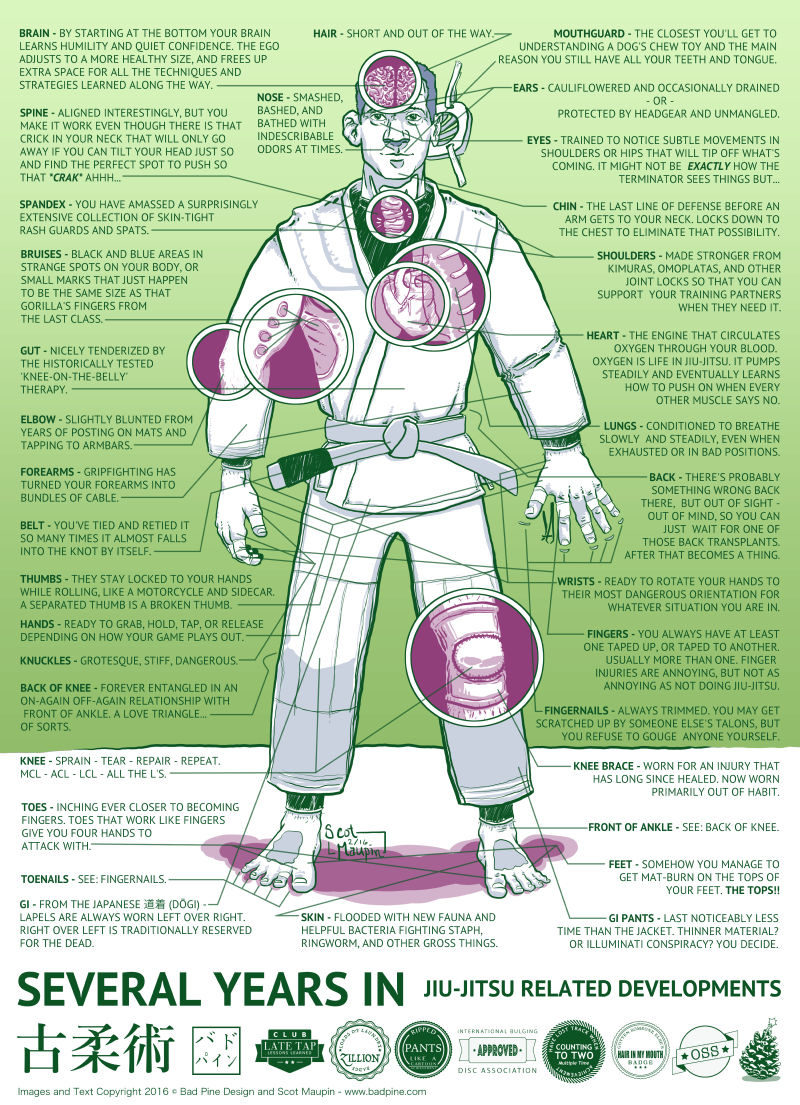 BRAIN - BY STARTING AT THE BOTTOM YOUR BRAIN
LEARNS HUMILITY AND QUIET CONFIDENCE. THE EGO
ADJUSTS TO A MORE HEALTHY SIZE, AND FREES UP
EXTRA SPACE FOR ALL THE TECHNIQUES AND
STRATEGIES LEARNED ALONG THE WAY.
HAIR - SHORT AND OUT OF THE WAY.
MOUTHGUARD - THE CLOSEST YOU'LL GET TO
UNDERSTANDING A DOG'S CHEW TOY AND THE MAIN
REASON YOU STILL HAVE ALL YOUR TEETH AND TONGUE.
NOSE - SMASHED,
BASHED, AND
BATHED WITH
INDESCRIBABLE
ODORS AT TIMES.
EARS - CAULIFLOWERED AND OCCASIONALLY DRAINED
- OR -
PROTECTED BY HEADGEAR AND UNMANGLED.
SPINE - ALIGNED INTERESTINGLY, BUT YOU
MAKE IT WORK EVEN THOUGH THERE IS THAT
CRICK IN YOUR NECK THAT WILL ONLY GO
AWAY IF YOU CAN TILT YOUR HEAD JUST SO
AND FIND THE PERFECT SPOT TO PUSH SO
THAT *CRAK* AHHH...
EYES - TRAINED TO NOTICE SUBTLE MOVEMENTS IN
SHOULDERS OR HIPS THAT WILL TIP OFF WHAT'S
COMING. IT MIGHT NOT BE EXACTLY HOW THE
TERMINATOR SEES THINGS BUT...
SPANDEX - YOU HAVE AMASSED A SURPRISINGLY
EXTENSIVE COLLECTION OF SKIN-TIGHT
RASH GUARDS AND SPATS.
CHIN - THE LAST LINE OF DEFENSE BEFORE AN
ARM GETS TO YOUR NECK. LOCKS DOWN TO
THE CHEST TO ELIMINATE THAT POSSIBILITY.
BRUISES - BLACK AND BLUE AREAS IN
STRANGE SPOTS ON YOUR BODY, OR
SMALL MARKS THAT JUST HAPPEN
TO BE THE SAME SIZE AS THAT
GORILLA'S FINGERS FROM
THE LAST CLASS.
SHOULDERS - MADE STRONGER FROM
KIMURAS, OMOPLATAS, AND OTHER
JOINT LOCKS SO THAT YOU CAN
SUPPORT YOUR TRAINING PARTNERS
WHEN THEY NEED IT.
GUT - NICELY TENDERIZED BY
THE HISTORICALLY TESTED
'KNEE-ON-THE-BELLY'
THERAPY.
HEART - THE ENGINE THAT CIRCULATES
OXYGEN THROUGH YOUR BLOOD.
OXYGEN IS LIFE IN JIU-JITSU. IT PUMPS
STEADILY AND EVENTUALLY LEARNS
HOW TO PUSH ON WHEN EVERY
OTHER MUSCLE SAYS NO.
ELBOW - SLIGHTLY BLUNTED FROM
YEARS OF POSTING ON MATS AND
TAPPING TO ARMBARS.
LUNGS - CONDITIONED TO BREATHE
SLOWLY AND STEADILY, EVEN WHEN
EXHAUSTED OR IN BAD POSITIONS.
FOREARMS - GRIPFIGHTING HAS
TURNED YOUR FOREARMS INTO
BUNDLES OF CABLE.
BACK - THERE'S PROBABLY
SOMETHING WRONG BACK
THERE, BUT OUT OF SIGHT -
OUT OF MIND, SO YOU CAN
JUST WAIT FOR ONE OF
THOSE BACK TRANSPLANTS.
AFTER THAT BECOMES A THING.
BELT - YOU'VE TIED AND RETIED IT
SO MANY TIMES IT ALMOST FALLS
INTO THE KNOT BY ITSELF.
THUMBS - THEY STAY LOCKED TO YOUR HANDS
WHILE ROLLING, LIKE A MOTORCYCLE AND SIDECAR.
A SEPARATED THUMB IS A BROKEN THUMB.
WRISTS - READY TO ROTATE YOUR HANDS TO
THEIR MOST DANGEROUS ORIENTATION FOR
WHATEVER SITUATION YOU ARE IN.
HANDS - READY TO GRAB, HOLD, TAP, OR RELEASE
DEPENDING ON HOW YOUR GAME PLAYS OUT.
FINGERS - YOU ALWAYS HAVE AT LEAST
ONE TAPED UP, OR TAPED TO ANOTHER.
USUALLY MORE THAN ONE. FINGER
INJURIES ARE ANNOYING, BUT NOT AS
ANNOYING AS NOT DOING JIU-JITSU.
KNUCKLES - GROTESQUE, STIFF, DANGEROUS.
BACK OF KNEE - FOREVER ENTANGLED IN AN
ON-AGAIN OFF-AGAIN RELATIONSHIP WITH
FRONT OF ANKLE. A LOVE TRIANGLE...
OF SORTS.
FINGERNAILS - ALWAYS TRIMMED. YOU MAY GET
SCRATCHED UP BY SOMEONE ELSE'S TALONS, BUT
YOU REFUSE TO GOUGE ANYONE YOURSELF.
KNEE - SPRAIN - TEAR - REPAIR - REPEAT.
MCL - ACL - LCL - ALL THE L'S.
KNEE BRACE - WORN FOR AN INJURY THAT
HAS LONG SINCE HEALED. NOW WORN
PRIMARILY OUT OF HABIT.
TOES - INCHING EVER CLOSER TO BECOMING
FINGERS. TOES THAT WORK LIKE FINGERS
GIVE YOU FOUR HANDS TO
ATTACK WITH.
Scot
2/16
Maupin
FRONT OF ANKLE - SEE: BACK OF KNEE.
FEET - SOMEHOW YOU MANAGE TO
GET MAT-BURN ON THE TOPS OF
YOUR FEET. THE TOPS!!
TOENAILS - SEE: FINGERNAILS.
GI - FROM THE JAPANESE 道着 (DŌGI) -
LAPELS ARE ALWAYS WORN LEFT OVER RIGHT.
RIGHT OVER LEFT IS TRADITIONALLY RESERVED
FOR THE DEAD.
SKIN - FLOODED WITH NEW FAUNA AND
HELPFUL BACTERIA FIGHTING STAPH,
RINGWORM, AND OTHER GROSS THINGS.
GI PANTS - LAST NOTICEABLY LESS
TIME THAN THE JACKET. THINNER MATERIAL?
OR ILLUMINATI CONSPIRACY? YOU DECIDE.
SEVERAL YEARS IN JIU-JITSU RELATED DEVELOPMENTS
古柔術
バド
パイン
CLUB
LATE TAP
LESSONS LEARNED
LOADS OF LAUNDRY
ZILLION
BADGE
RIPPED
PANTS
LIKE A
CARTOON
INTERNATIONAL BULGING
APPROVED
DISC ASSOCIATION
LOST TRACK
COUNTING
TO TWO
Multiple Time
ACHIEVEMENT
HAIR IN MY MOUTH
BADGE
OSS
Images and Text Copyright 2016 © Bad Pine Design and Scot Maupin - www.badpine.com